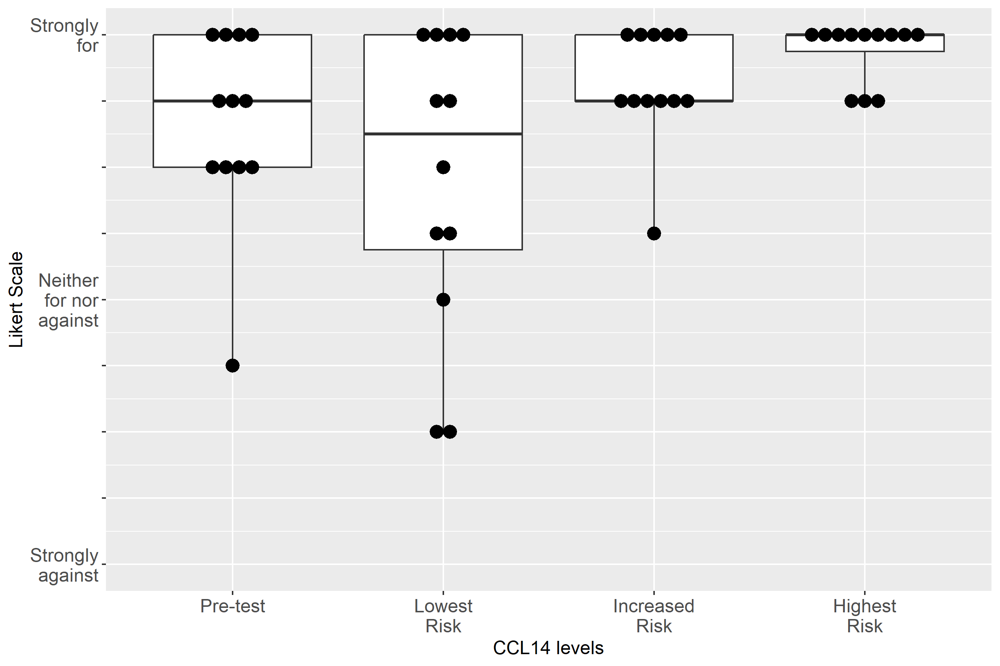 Strongly
for
Neither
for nor
against
Strongly
against
Likert Scale
Pre-test
Lowest
Risk
Increased
Risk
Highest
Risk
CCL14 levels